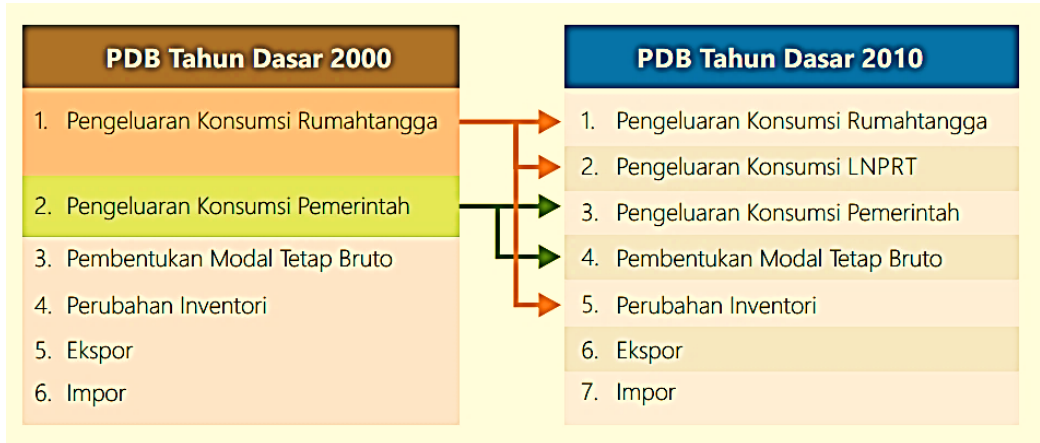 PDB Tahun Dasar 2000
1. Pengeluaran Konsumsi Rumahtangga
2. Pengeluaran Konsumsi Pemerintah
3. Pembentukan Modal Tetap Bruto
4. Perubahan Inventori
5. Ekspor
6. Impor
PDB Tahun Dasar 2010
1. Pengeluaran Konsumsi Rumahtangga
2. Pengeluaran Konsumsi LNPRT
3. Pengeluaran Konsumsi Pemerintah
4. Pembentukan Modal Tetap Bruto
5. Perubahan Inventori
6. Ekspor
7. Impor